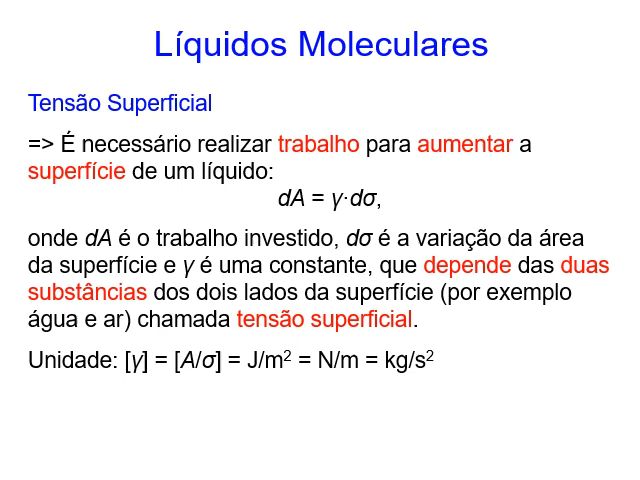 Líquidos Moleculares
Tensão Superficial
=> É necessário realizar trabalho para aumentar a
superfície de um líquido:
dA = γ·dσ,
onde dA é o trabalho investido, dσ é a variação da área
da superfície e γ é uma constante, que depende das duas
substâncias dos dois lados da superfície (por exemplo
água e ar) chamada tensão superficial.
Unidade: [γ] = [A/σ] = J/m² = N/m = kg/s²